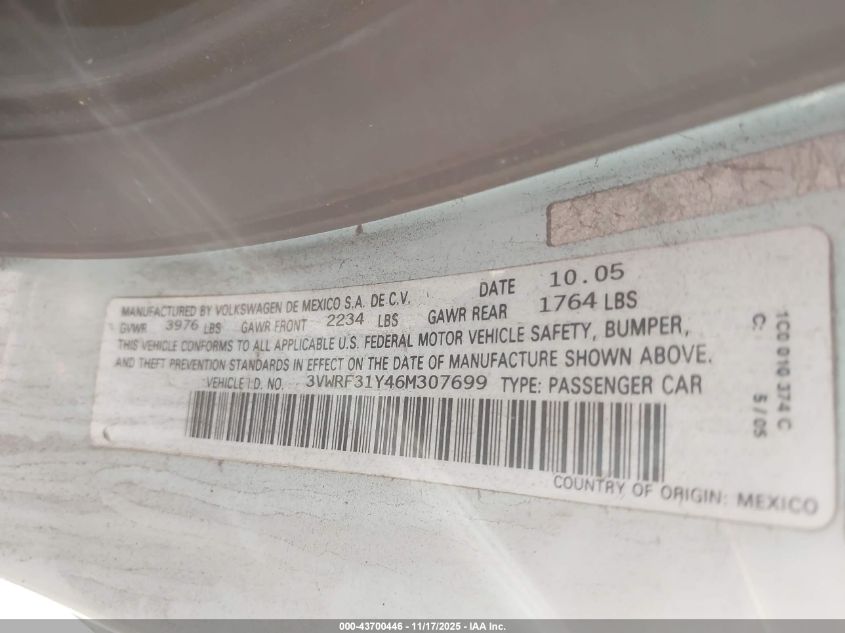 MANUFACTURED BY VOLKSWAGEN DE MEXICO S.A. DE C.V. DATE 10.05
GVWR 3976 LBS GAWR FRONT 2234 LBS GAWR REAR 1764 LBS
THIS VEHICLE CONFORMS TO ALL APPLICABLE U.S. FEDERAL MOTOR VEHICLE SAFETY, BUMPER,
AND THEFT PREVENTION STANDARDS IN EFFECT ON THE DATE OF MANUFACTURE SHOWN ABOVE.
VEHICLE I.D. NO. 3VWRF31Y46M307699 TYPE: PASSENGER CAR
COUNTRY OF ORIGIN: MEXICO
1C0 010 374 C
C: 5/05
000-43700446 - 11/17/2025 - IAA Inc.